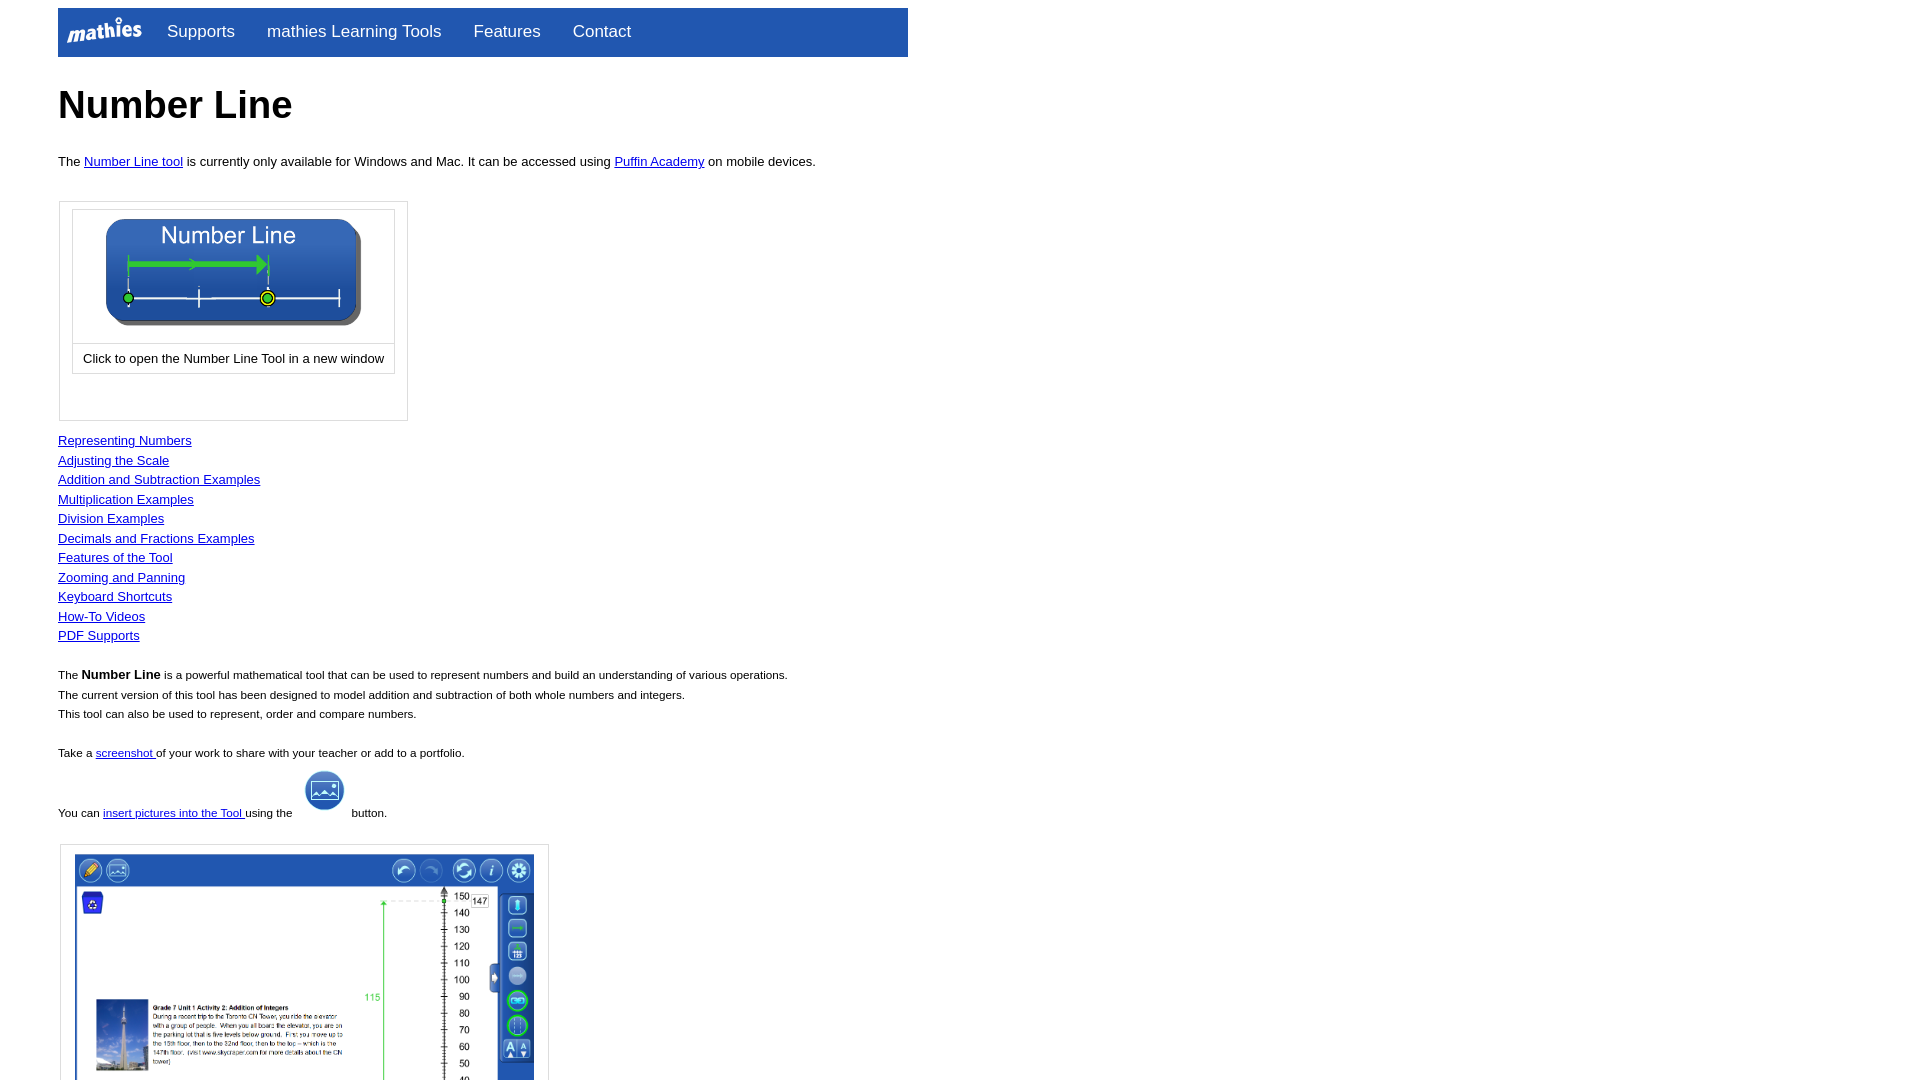 mathies Supports mathies Learning Tools Features Contact
Number Line
The Number Line tool is currently only available for Windows and Mac. It can be accessed using Puffin Academy on mobile devices.
Number Line
Click to open the Number Line Tool in a new window
Representing Numbers
Adjusting the Scale
Addition and Subtraction Examples
Multiplication Examples
Division Examples
Decimals and Fractions Examples
Features of the Tool
Zooming and Panning
Keyboard Shortcuts
How-To Videos
PDF Supports
The Number Line is a powerful mathematical tool that can be used to represent numbers and build an understanding of various operations.
The current version of this tool has been designed to model addition and subtraction of both whole numbers and integers.
This tool can also be used to represent, order and compare numbers.
Take a screenshot of your work to share with your teacher or add to a portfolio.
You can insert pictures into the Tool using the button.
i
150
147
140
130
120
110
100
115
90
80
70
60
50
Grade 7 Unit 1 Activity 2: Addition of Integers
During a recent trip to the Toronto CN Tower, you ride the elevator
with a group of people. When you all board the elevator, you are on
the parking lot that is five levels below ground. First you move up to
the 15th floor, then to the 32nd floor, then to the top – which is the
147th floor. (visit www.skycraper.com for more details about the CN
tower)
A A